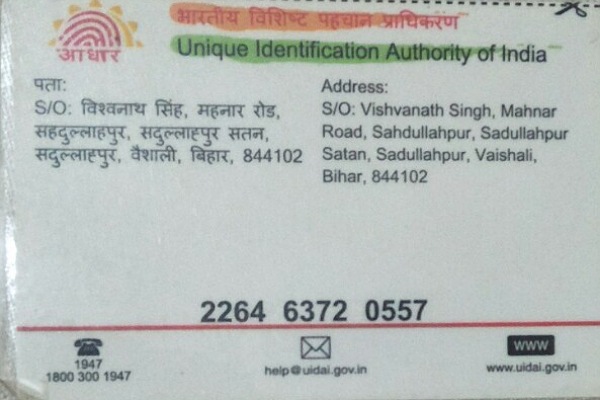 भारतीय विशिष्ट पहचान प्राधिकरण
Unique Identification Authority of India
आधार
पता:
S/O: विश्वनाथ सिंह, महनार रोड,
सहदुल्लाहपुर, सदुल्लाह्पुर सतन,
सदुल्लाह्पुर, वैशाली, बिहार, 844102
Address:
S/O: Vishvanath Singh, Mahnar
Road, Sahdullahpur, Sadullahpur
Satan, Sadullahpur, Vaishali,
Bihar, 844102
2264 6372 0557
1947
1800 300 1947
help@uidai.gov.in
WWW
www.uidai.gov.in